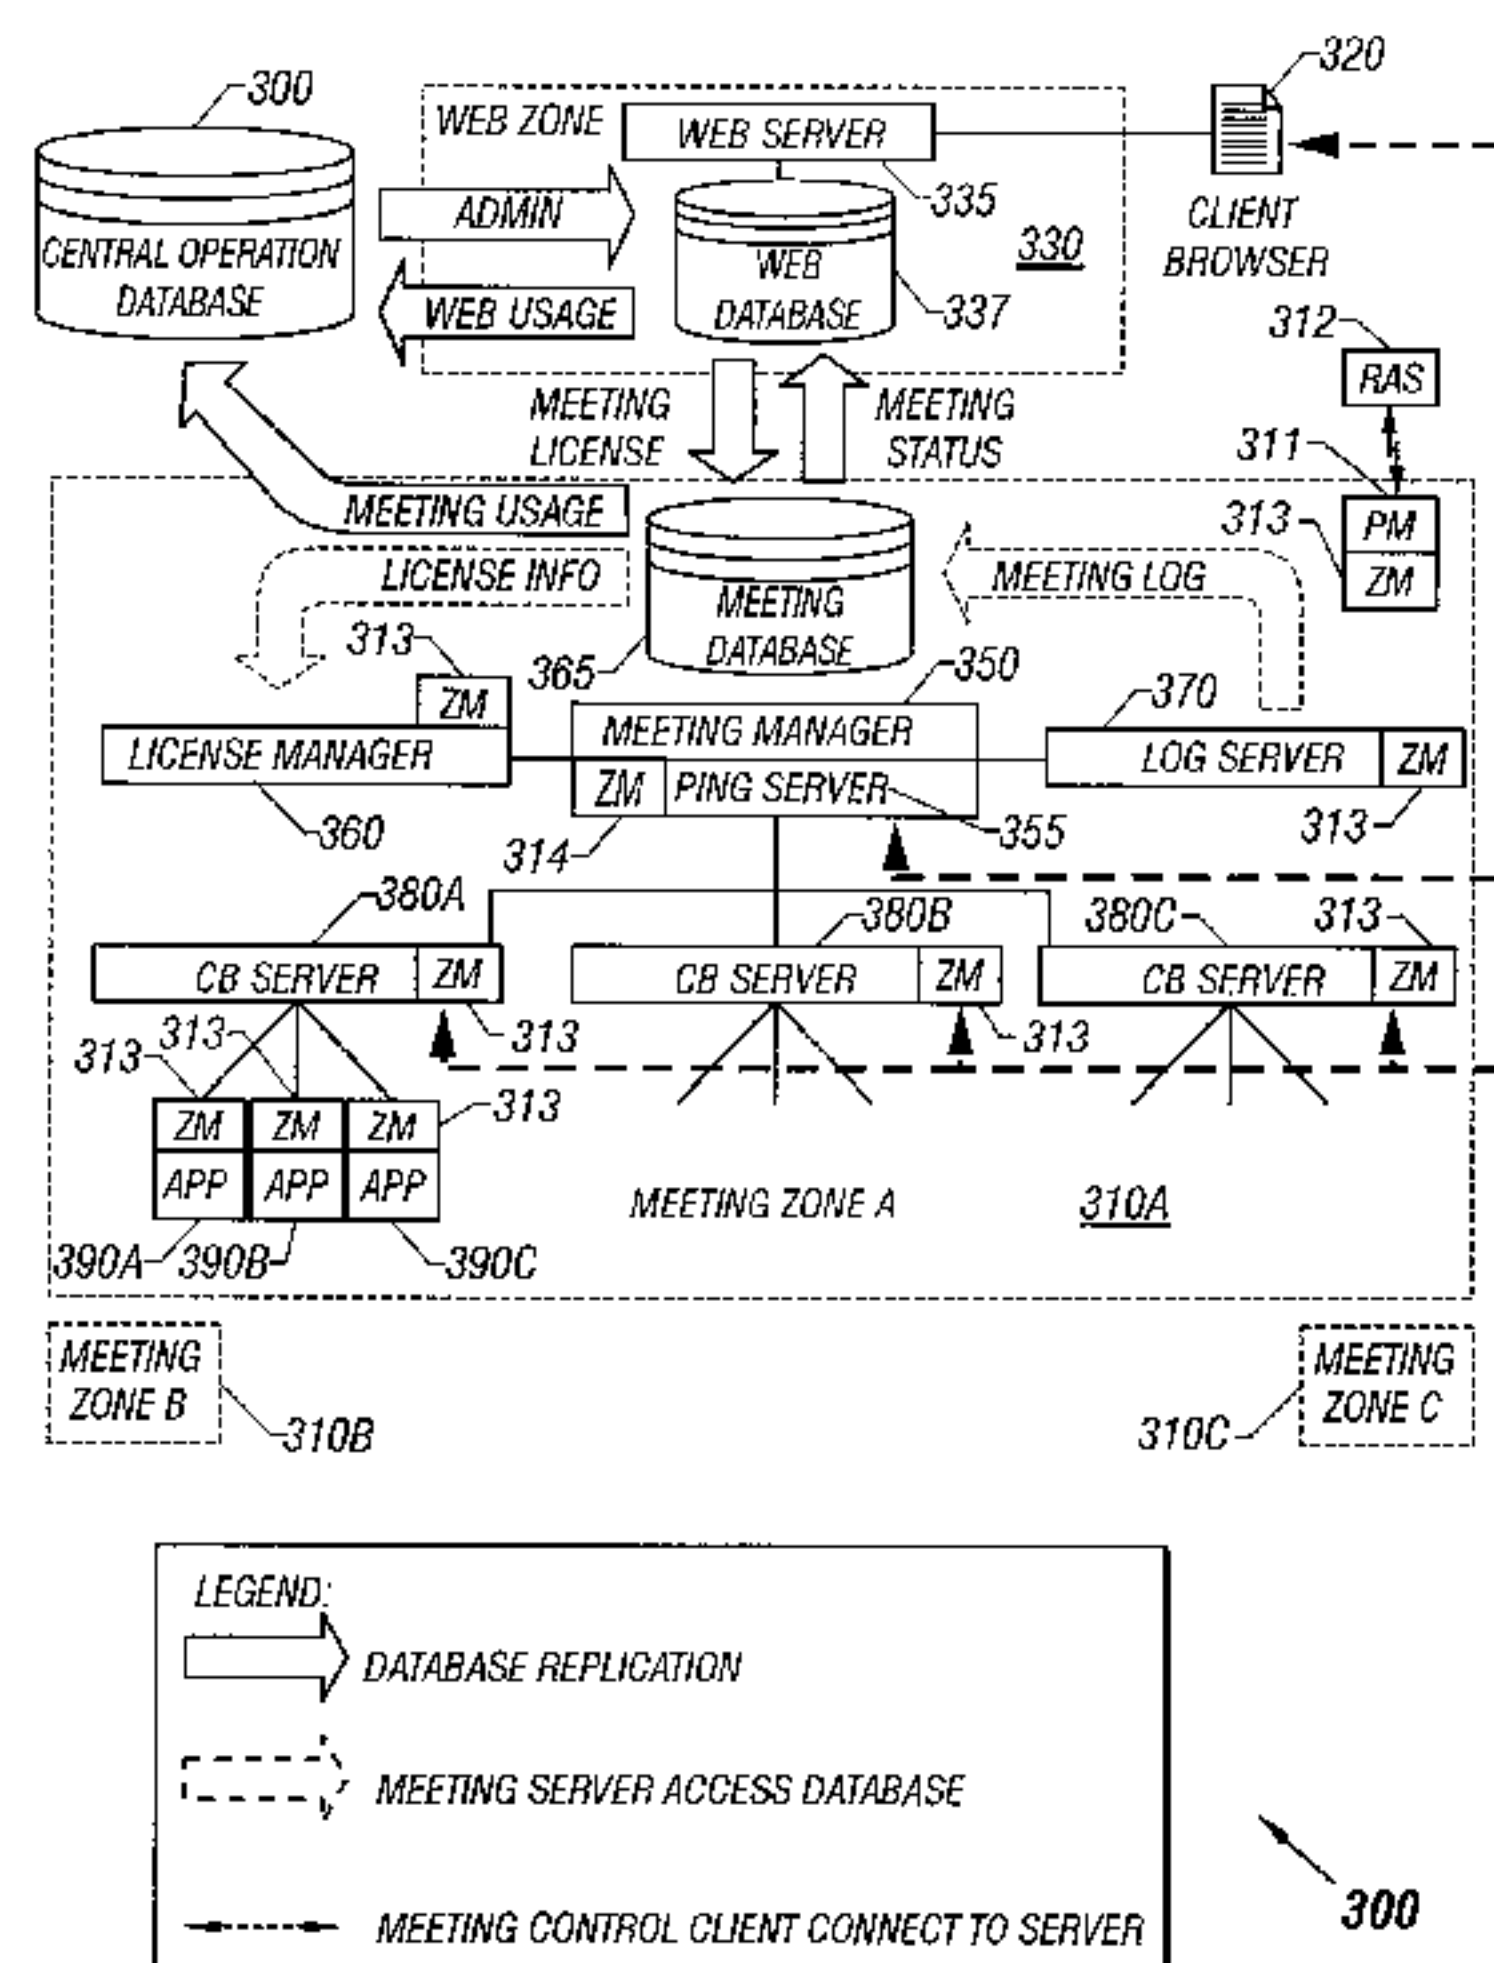 320
300
WEB ZONE
WEB SERVER
335
ADMIN
CENTRAL OPERATION
DATABASE
WEB
DATABASE
330
CLIENT
BROWSER
WEB USAGE
337
312
RAS
MEETING
LICENSE
MEETING
STATUS
311
313
PM
ZM
MEETING USAGE
LICENSE INFO
MEETING LOG
MEETING
DATABASE
313
365
350
370
ZM
LICENSE MANAGER
MEETING MANAGER
LOG SERVER
ZM
ZM
PING SERVER
360
314
355
313
380A
380B
380C
313
CB SERVER
ZM
CB SERVER
ZM
CB SERVER
ZM
313
313
313
313
313
ZM
ZM
ZM
APP
APP
APP
MEETING ZONE A
310A
390A
390B
390C
MEETING
ZONE B
310B
310C
MEETING
ZONE C
LEGEND:
DATABASE REPLICATION
MEETING SERVER ACCESS DATABASE
MEETING CONTROL CLIENT CONNECT TO SERVER
300